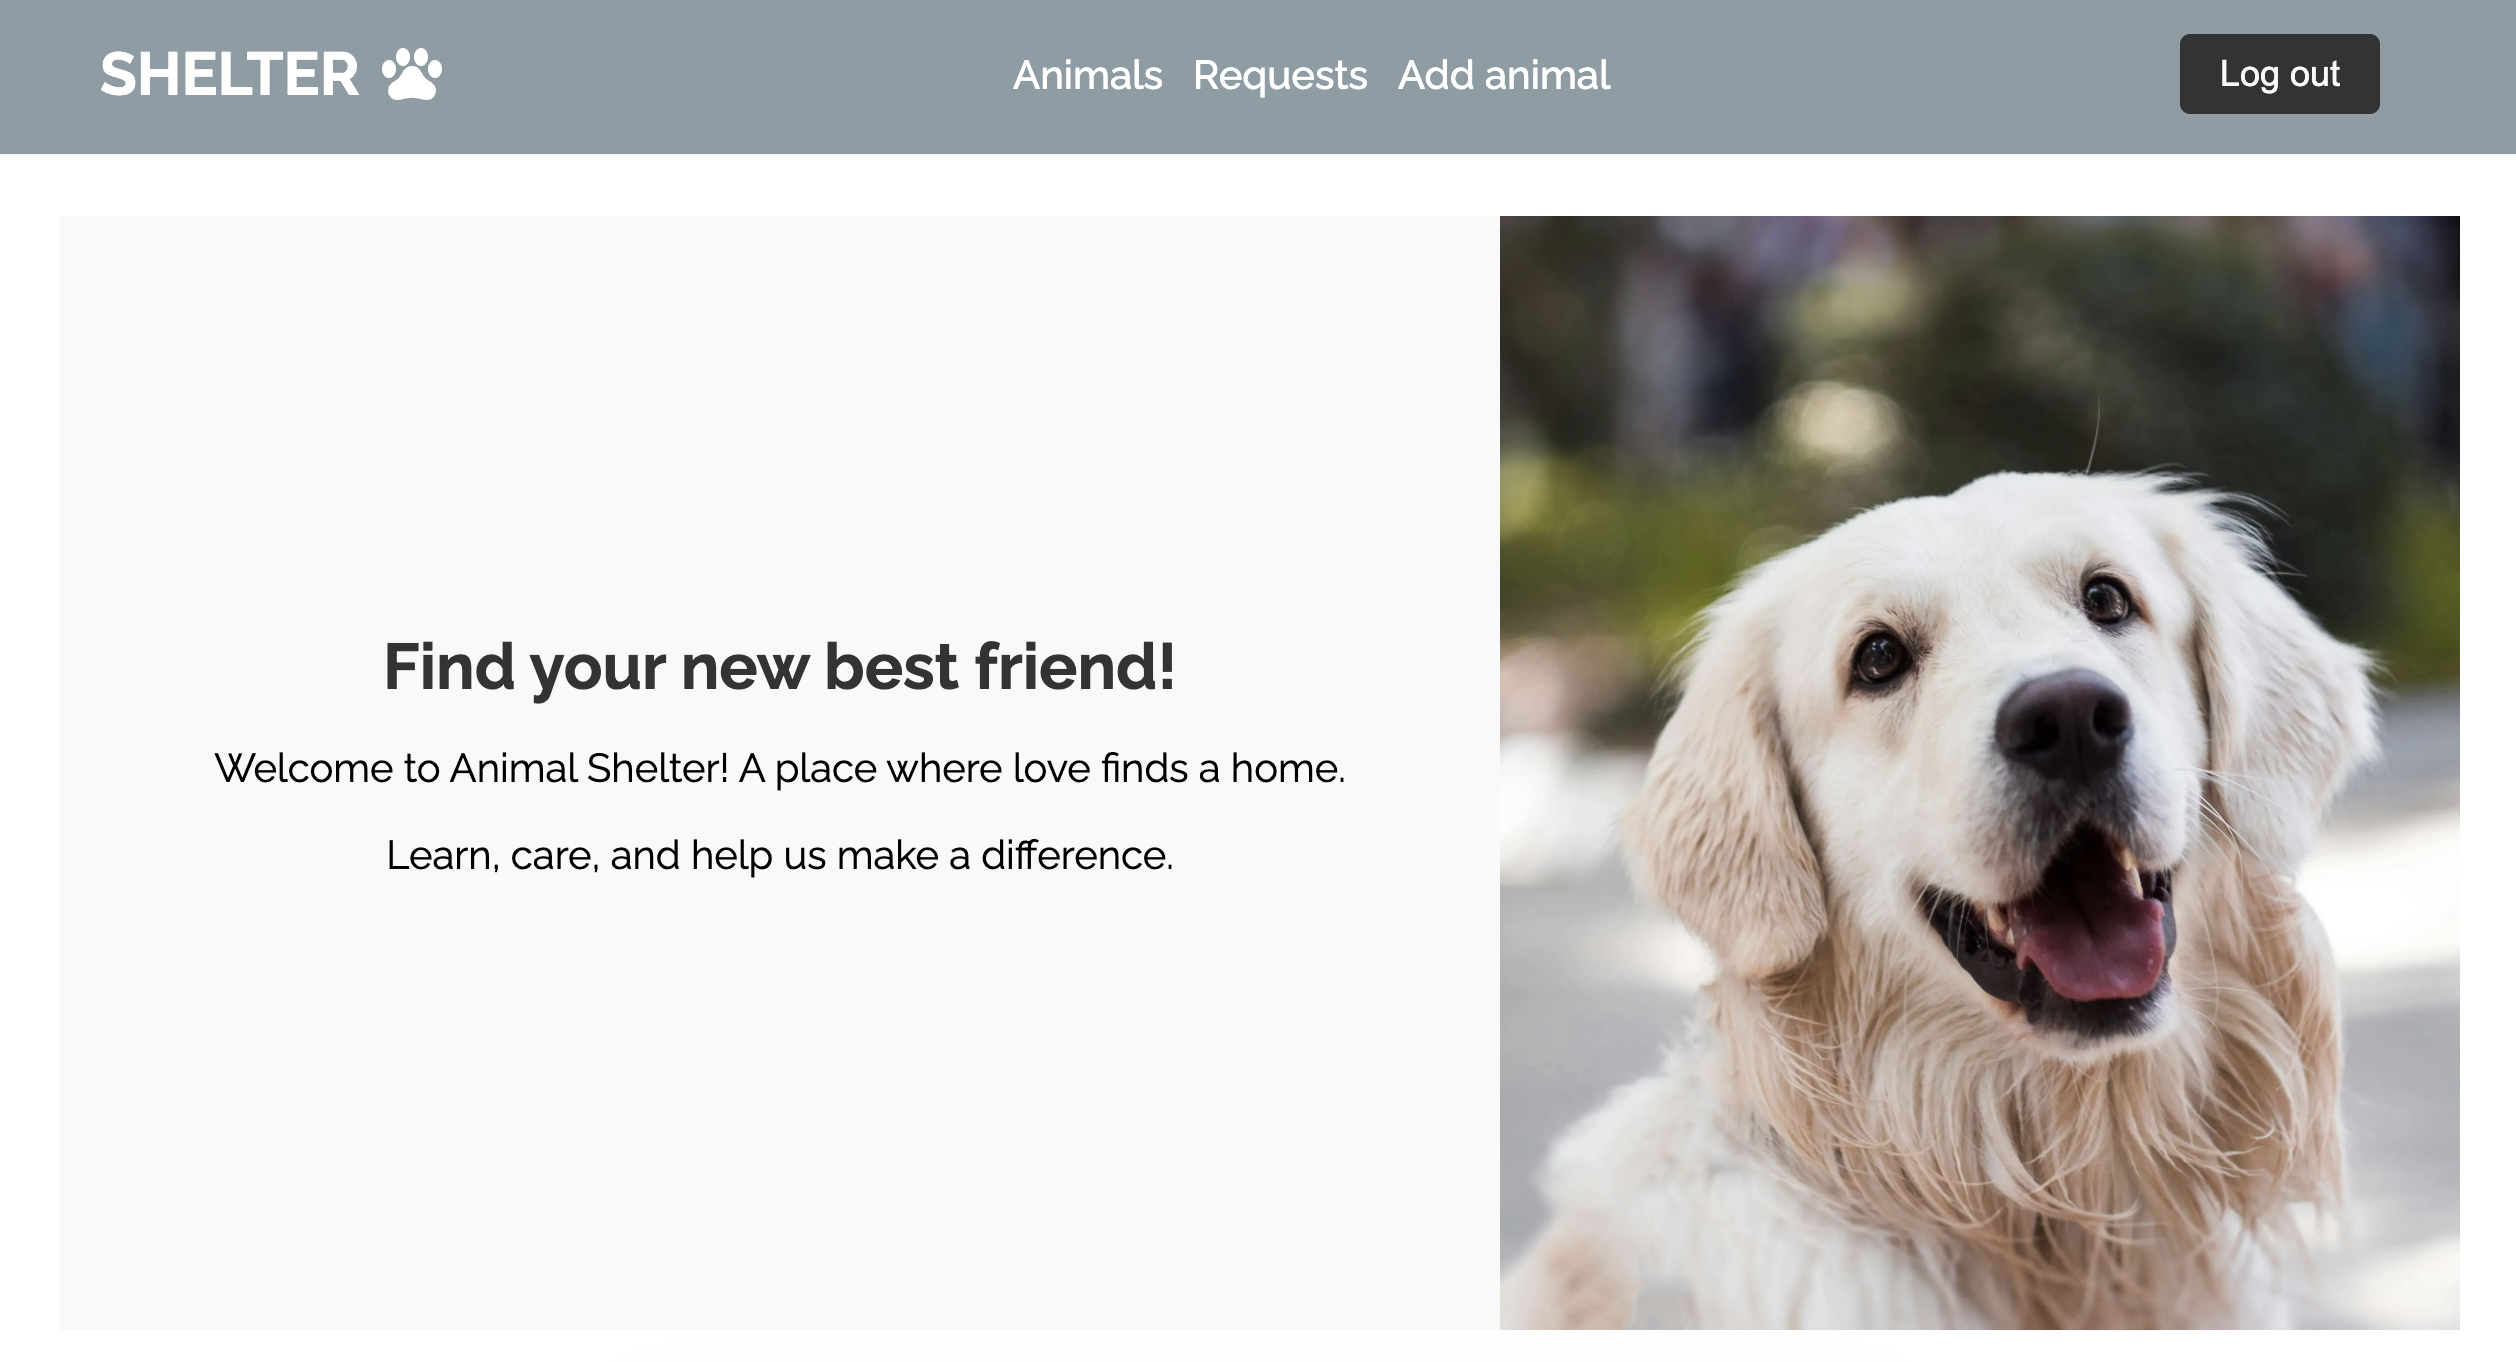 SHELTER
Animals Requests Add animal
Log out
Find your new best friend!
Welcome to Animal Shelter! A place where love finds a home.
Learn, care, and help us make a difference.